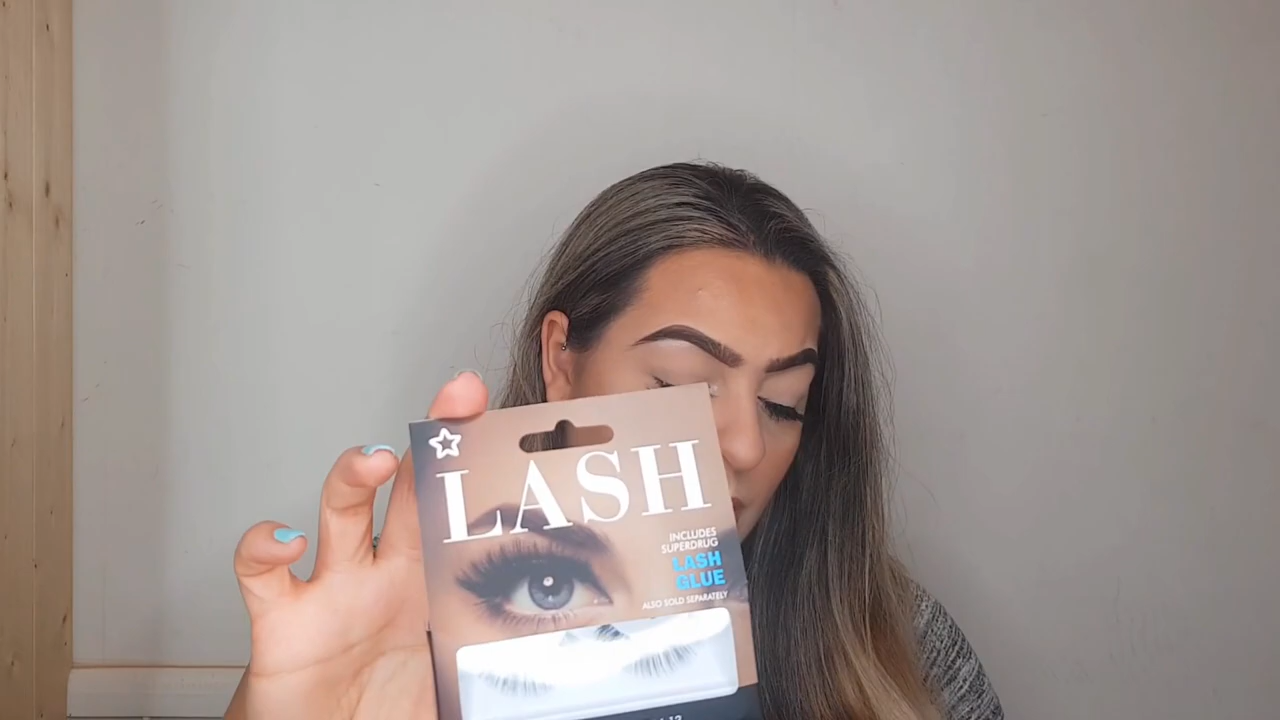 LASH
INCLUDES
SUPERDRUG
LASH
GLUE
ALSO SOLD SEPARATELY